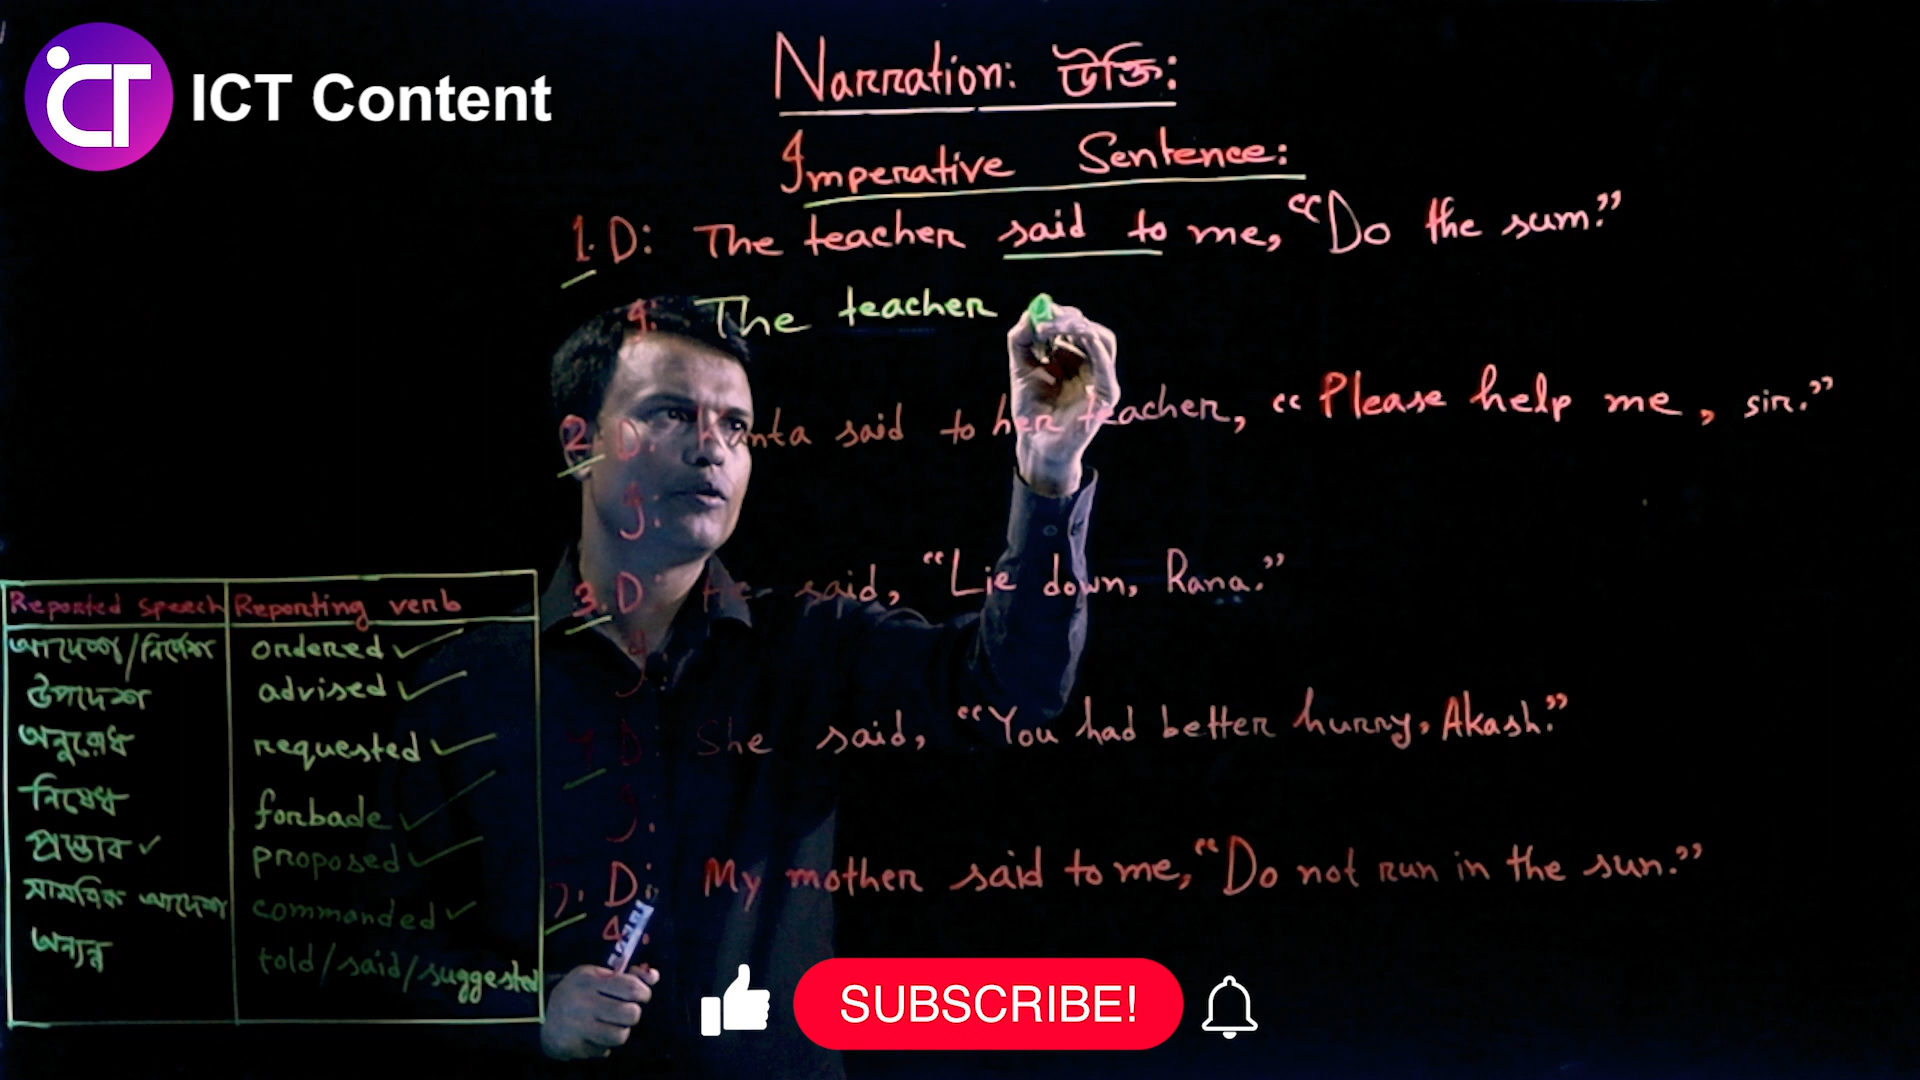 ICT Content
Narration: উক্তি:
Imperative Sentence:
1. D: The teacher said to me, “Do the sum.”
I: The teacher
2. D: said to her teacher, “Please help me, sir.”
I:
3. D: He said, “Lie down, Rana.”
I:
4. D: She said, “You had better hurry, Akash.”
I:
D: My mother said to me, “Do not run in the sun.”
I:
Reported speech Reporting verb
আদেশ/নির্দেশ ordered ✓
উপদেশ advised ✓
অনুরোধ requested ✓
নিষেধ forbade ✓
প্রস্তাব ✓ proposed ✓
সামরিক আদেশ commanded ✓
অন্যান্য told/said/suggested
SUBSCRIBE!